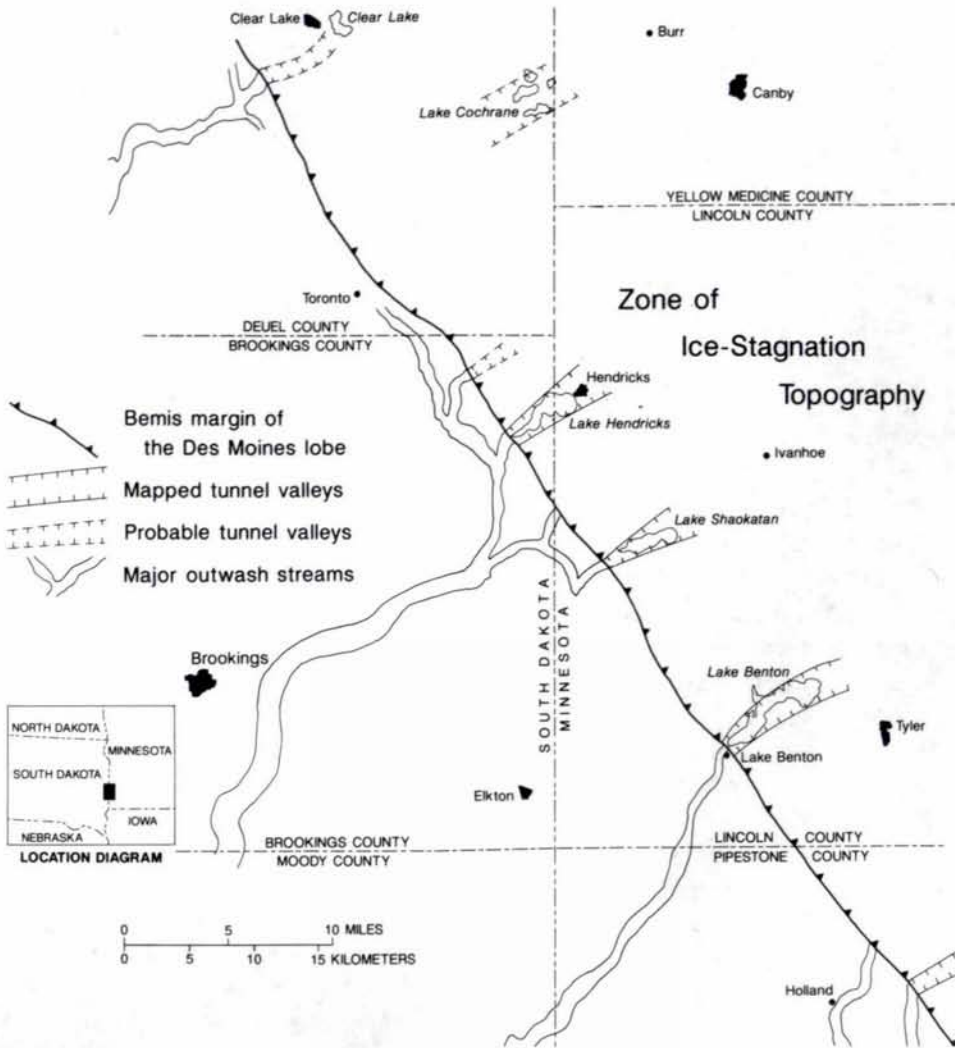 Clear Lake
Clear Lake
Burr
Canby
Lake Cochrane
YELLOW MEDICINE COUNTY
LINCOLN COUNTY
Toronto
Zone of
Ice-Stagnation
Topography
DEUEL COUNTY
BROOKINGS COUNTY
Hendricks
Lake Hendricks
Ivanhoe
Bemis margin of
the Des Moines lobe
Mapped tunnel valleys
Probable tunnel valleys
Major outwash streams
Lake Shaokatan
SOUTH DAKOTA
MINNESOTA
Brookings
Lake Benton
Tyler
Lake Benton
Elkton
NORTH DAKOTA
MINNESOTA
SOUTH DAKOTA
IOWA
NEBRASKA
LOCATION DIAGRAM
BROOKINGS COUNTY
MOODY COUNTY
LINCOLN COUNTY
PIPESTONE COUNTY
0 5 10 MILES
0 5 10 15 KILOMETERS
Holland